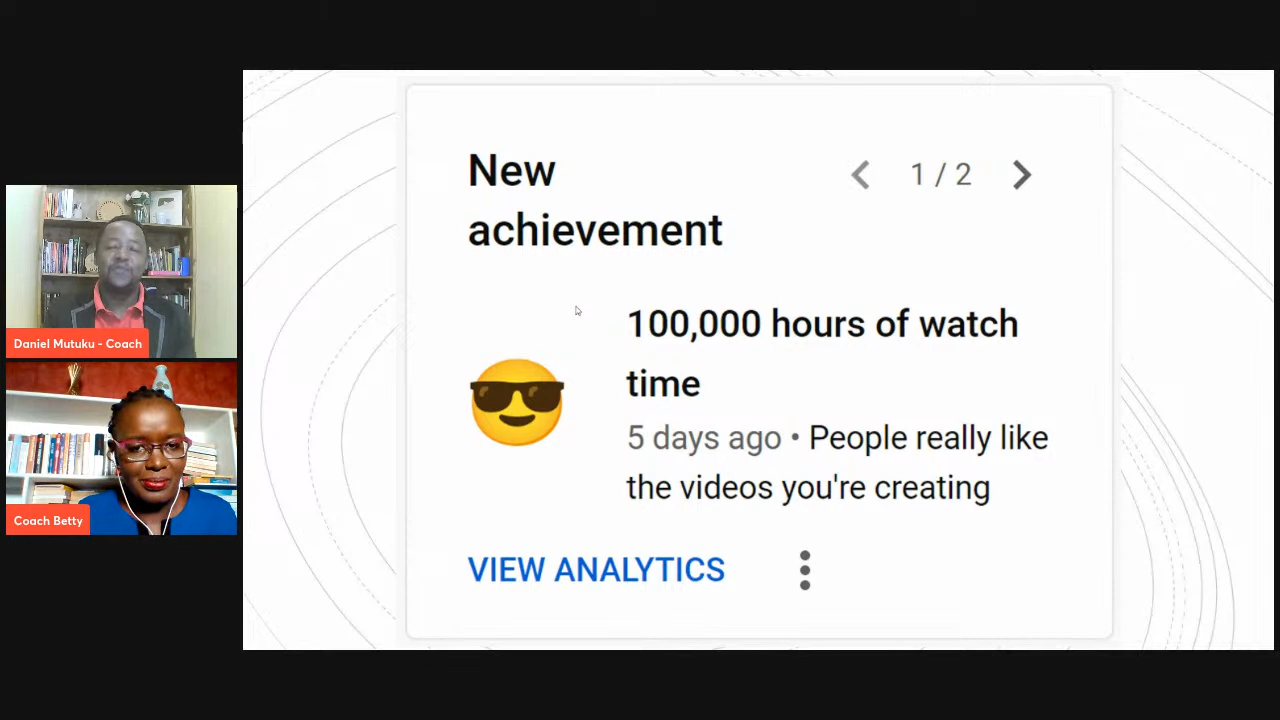 New
achievement
1 / 2
100,000 hours of watch
time
5 days ago • People really like
the videos you're creating
VIEW ANALYTICS
Daniel Mutuku - Coach
Coach Betty